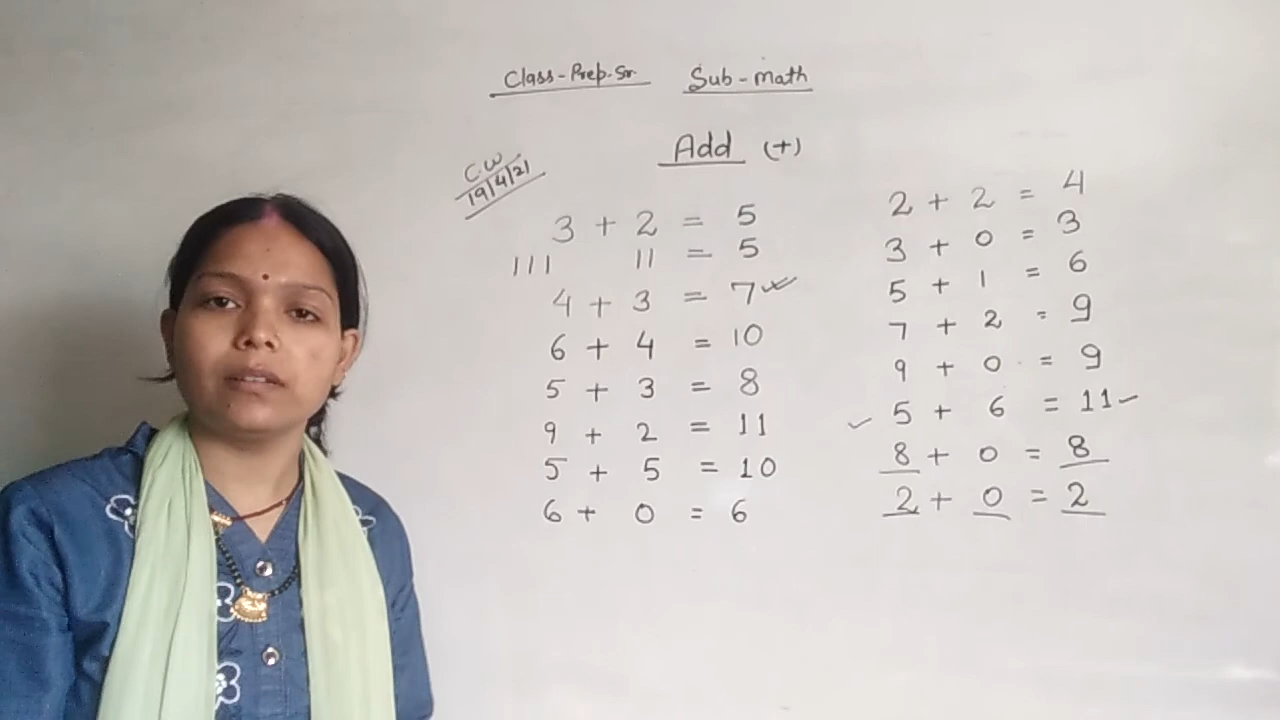 Class-Prep.Sr. Sub-math
Add (+)
C.W
19/4/21
3 + 2 = 5
111 11 = 5
4 + 3 = 7
6 + 4 = 10
5 + 3 = 8
9 + 2 = 11
5 + 5 = 10
6 + 0 = 6
2 + 2 = 4
3 + 0 = 3
5 + 1 = 6
7 + 2 = 9
9 + 0 = 9
5 + 6 = 11
8 + 0 = 8
2 + 0 = 2